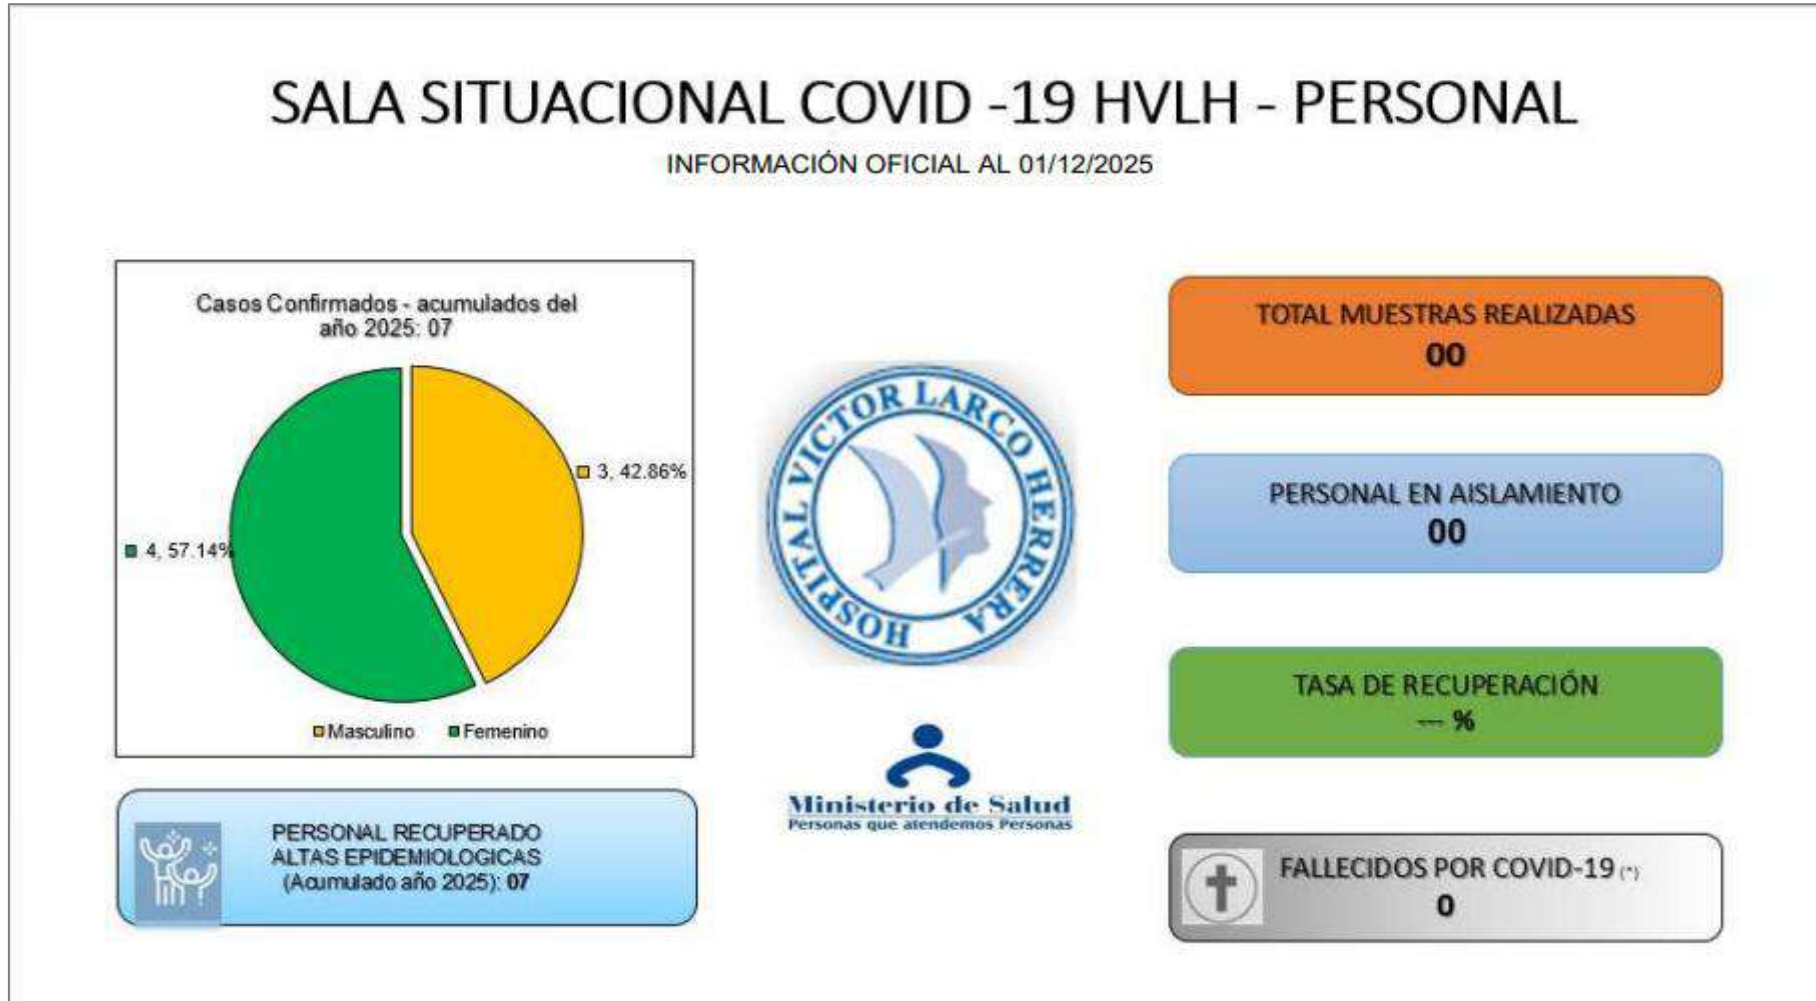 SALA SITUACIONAL COVID -19 HVLH - PERSONAL
INFORMACIÓN OFICIAL AL 01/12/2025
Casos Confirmados - acumulados del
año 2025: 07
3, 42.86%
4, 57.14%
Masculino
Femenino
PERSONAL RECUPERADO
ALTAS EPIDEMIOLOGICAS
(Acumulado año 2025): 07
HOSPITAL VICTOR LARCO HERRERA
Ministerio de Salud
Personas que atendemos Personas
TOTAL MUESTRAS REALIZADAS
00
PERSONAL EN AISLAMIENTO
00
TASA DE RECUPERACIÓN
--- %
FALLECIDOS POR COVID-19 (*)
0